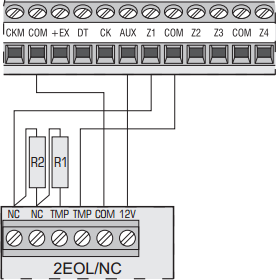 CKM COM +EX DT CK AUX Z1 COM Z2 Z3 COM Z4
R2 R1
NC NC TMP TMP COM 12V
2EOL/NC